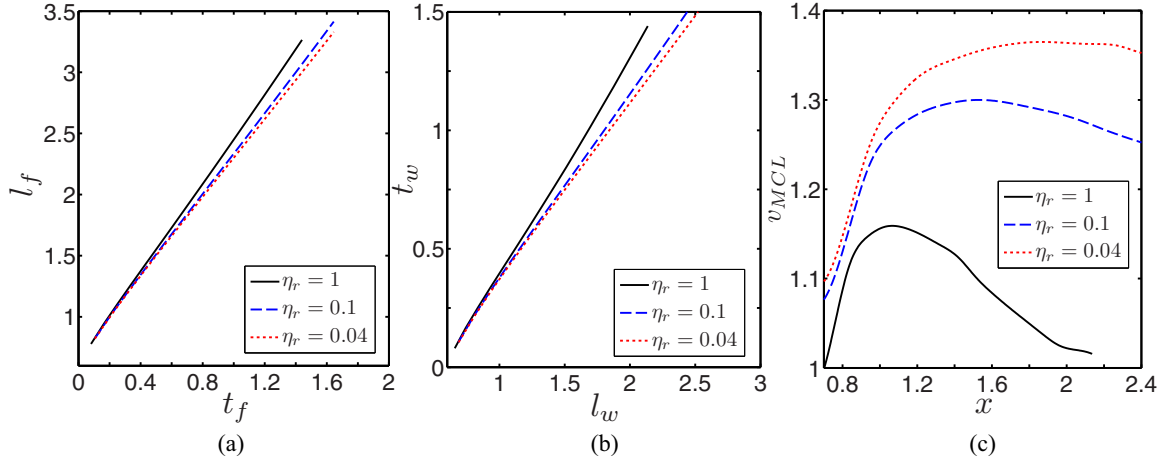 3.5
3
2.5
2
1.5
1
l_f
0
0.4
0.8
1.2
1.6
2
t_f
η_r = 1
η_r = 0.1
η_r = 0.04
(a)
1.5
1
0.5
0
t_w
1
1.5
2
2.5
3
l_w
η_r = 1
η_r = 0.1
η_r = 0.04
(b)
1.4
1.3
1.2
1.1
1
v_{MCL}
0.8
1.2
1.6
2
2.4
x
η_r = 1
η_r = 0.1
η_r = 0.04
(c)